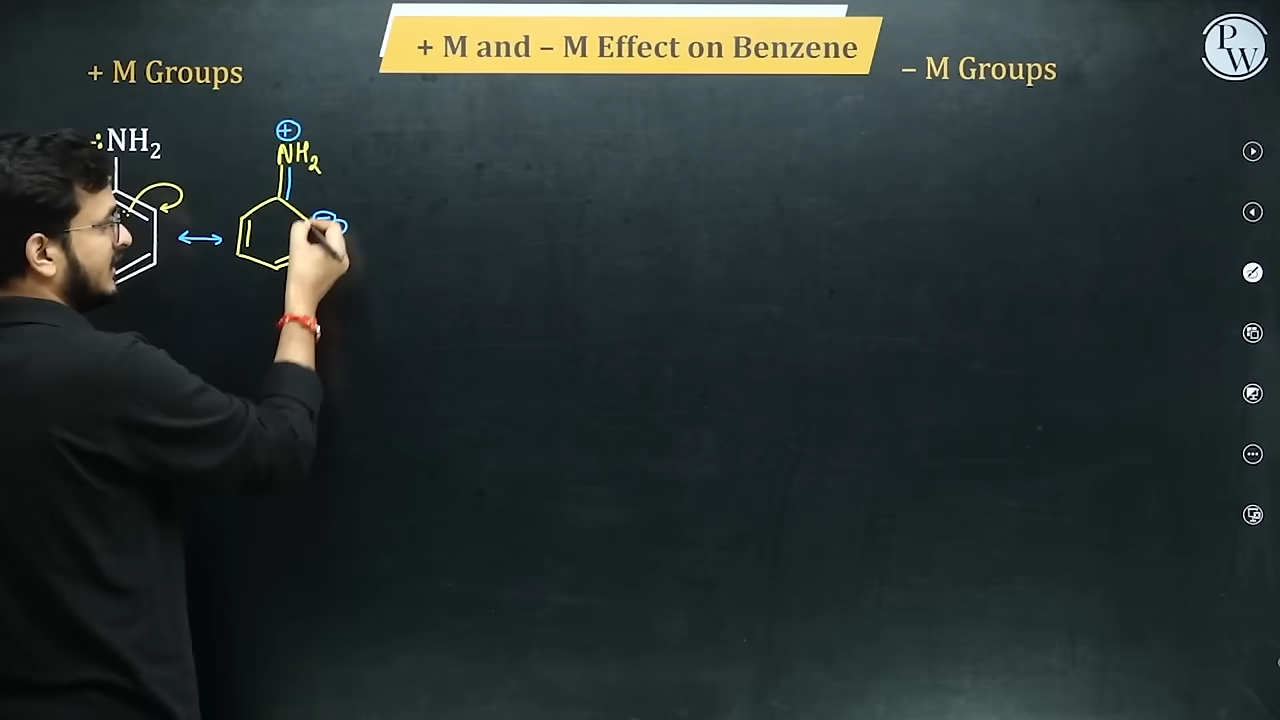 + M and – M Effect on Benzene
+ M Groups
– M Groups
PW
:NH2
⊕
NH2
⊖